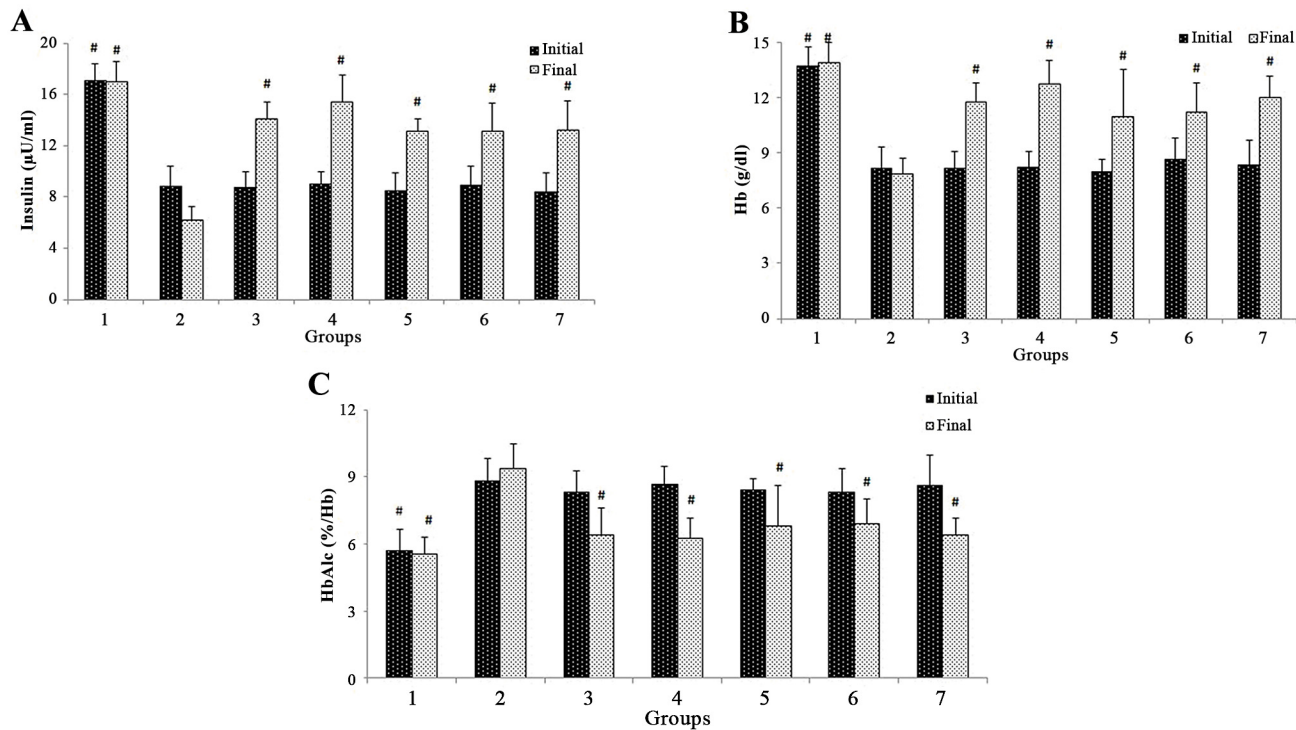 A
Insulin (µU/ml)
20
16
12
8
4
0
# # # # # # #
Initial
Final
1 2 3 4 5 6 7
Groups
B
Hb (g/dl)
15
12
9
6
3
0
# # # # # # #
Initial Final
1 2 3 4 5 6 7
Groups
C
HbAlc (%/Hb)
12
9
6
3
0
# # # # # # #
Initial
Final
1 2 3 4 5 6 7
Groups